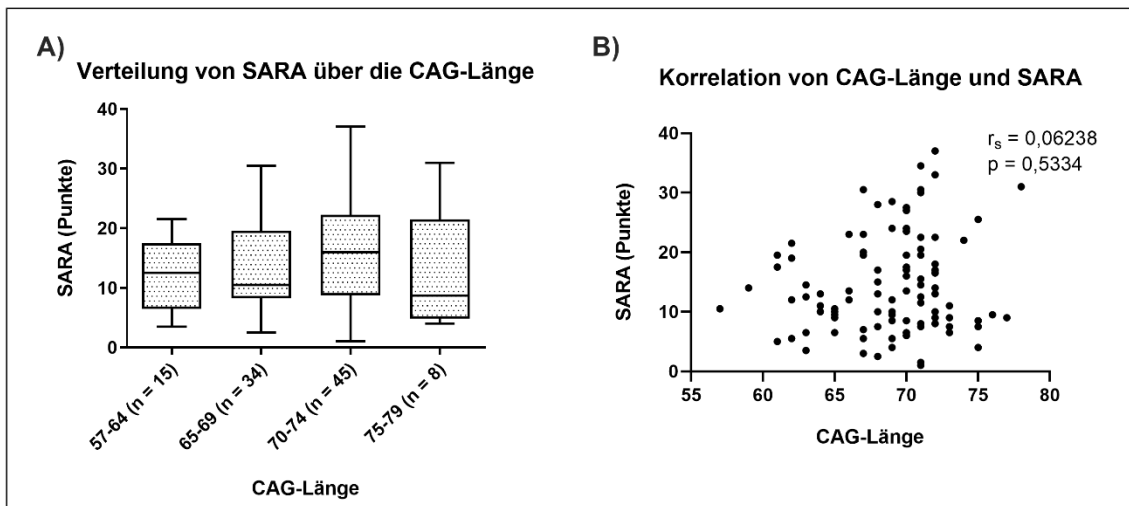 A)
Verteilung von SARA über die CAG-Länge
SARA (Punkte)
40
30
20
10
0
57-64 (n = 15)
65-69 (n = 34)
70-74 (n = 45)
75-79 (n = 8)
CAG-Länge
B)
Korrelation von CAG-Länge und SARA
rs = 0,06238
p = 0,5334
SARA (Punkte)
40
30
20
10
0
55 60 65 70 75 80
CAG-Länge